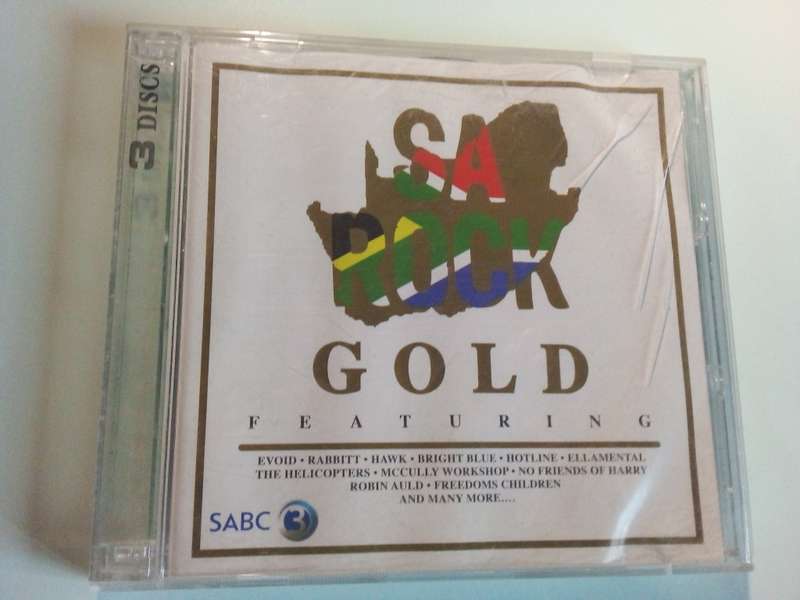 3 DISCS
SA
ROCK
GOLD
FEATURING
EVOID • RABBITT • HAWK • BRIGHT BLUE • HOTLINE • ELLAMENTAL
THE HELICOPTERS • MCCULLY WORKSHOP • NO FRIENDS OF HARRY
ROBIN AULD • FREEDOMS CHILDREN
AND MANY MORE....
SABC 3